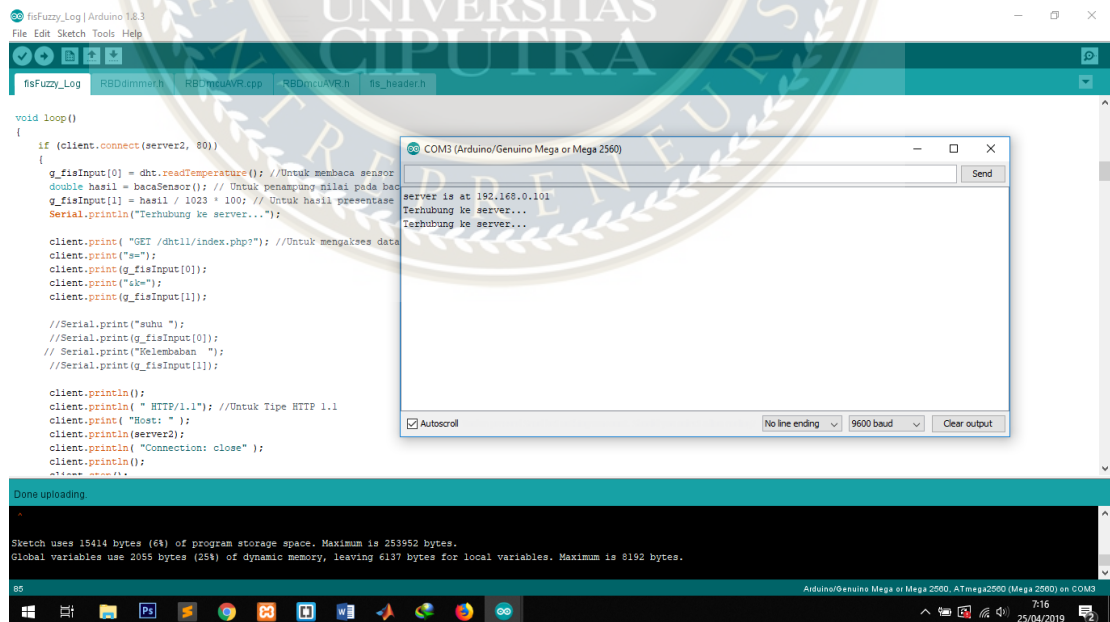 UNIVERSITAS
CIPUTRA
ENTREPRENEURS
fisFuzzy_Log | Arduino 1.8.3
File Edit Sketch Tools Help
fisFuzzy_Log RBDdimmer.h RBDmcuAVR.cpp RBDmcuAVR.h fis_header.h
void loop()
{
if (client.connect(server2, 80))
{
g_fisInput[0] = dht.readTemperature(); //Untuk membaca sensor
double hasil = bacaSensor(); // Untuk penampung nilai pada bac
g_fisInput[1] = hasil / 1023 * 100; // Untuk hasil presentase
Serial.println("Terhubung ke server...");
client.print( "GET /dht11/index.php?"); //Untuk mengakses data
client.print("s=");
client.print(g_fisInput[0]);
client.print("&k=");
client.print(g_fisInput[1]);
//Serial.print("suhu ");
//Serial.print(g_fisInput[0]);
// Serial.print("Kelembaban  ");
//Serial.print(g_fisInput[1]);
client.println();
client.println( " HTTP/1.1"); //Untuk Tipe HTTP 1.1
client.print( "Host: " );
client.println(server2);
client.println( "Connection: close" );
client.println();
client.stop();
COM3 (Arduino/Genuino Mega or Mega 2560)
Send
server is at 192.168.0.101
Terhubung ke server...
Terhubung ke server...
Autoscroll No line ending 9600 baud Clear output
Done uploading.
^
Sketch uses 15414 bytes (6%) of program storage space. Maximum is 253952 bytes.
Global variables use 2055 bytes (25%) of dynamic memory, leaving 6137 bytes for local variables. Maximum is 8192 bytes.
85 Arduino/Genuino Mega or Mega 2560, ATmega2560 (Mega 2560) on COM3
Ps
7:16
25/04/2019
2